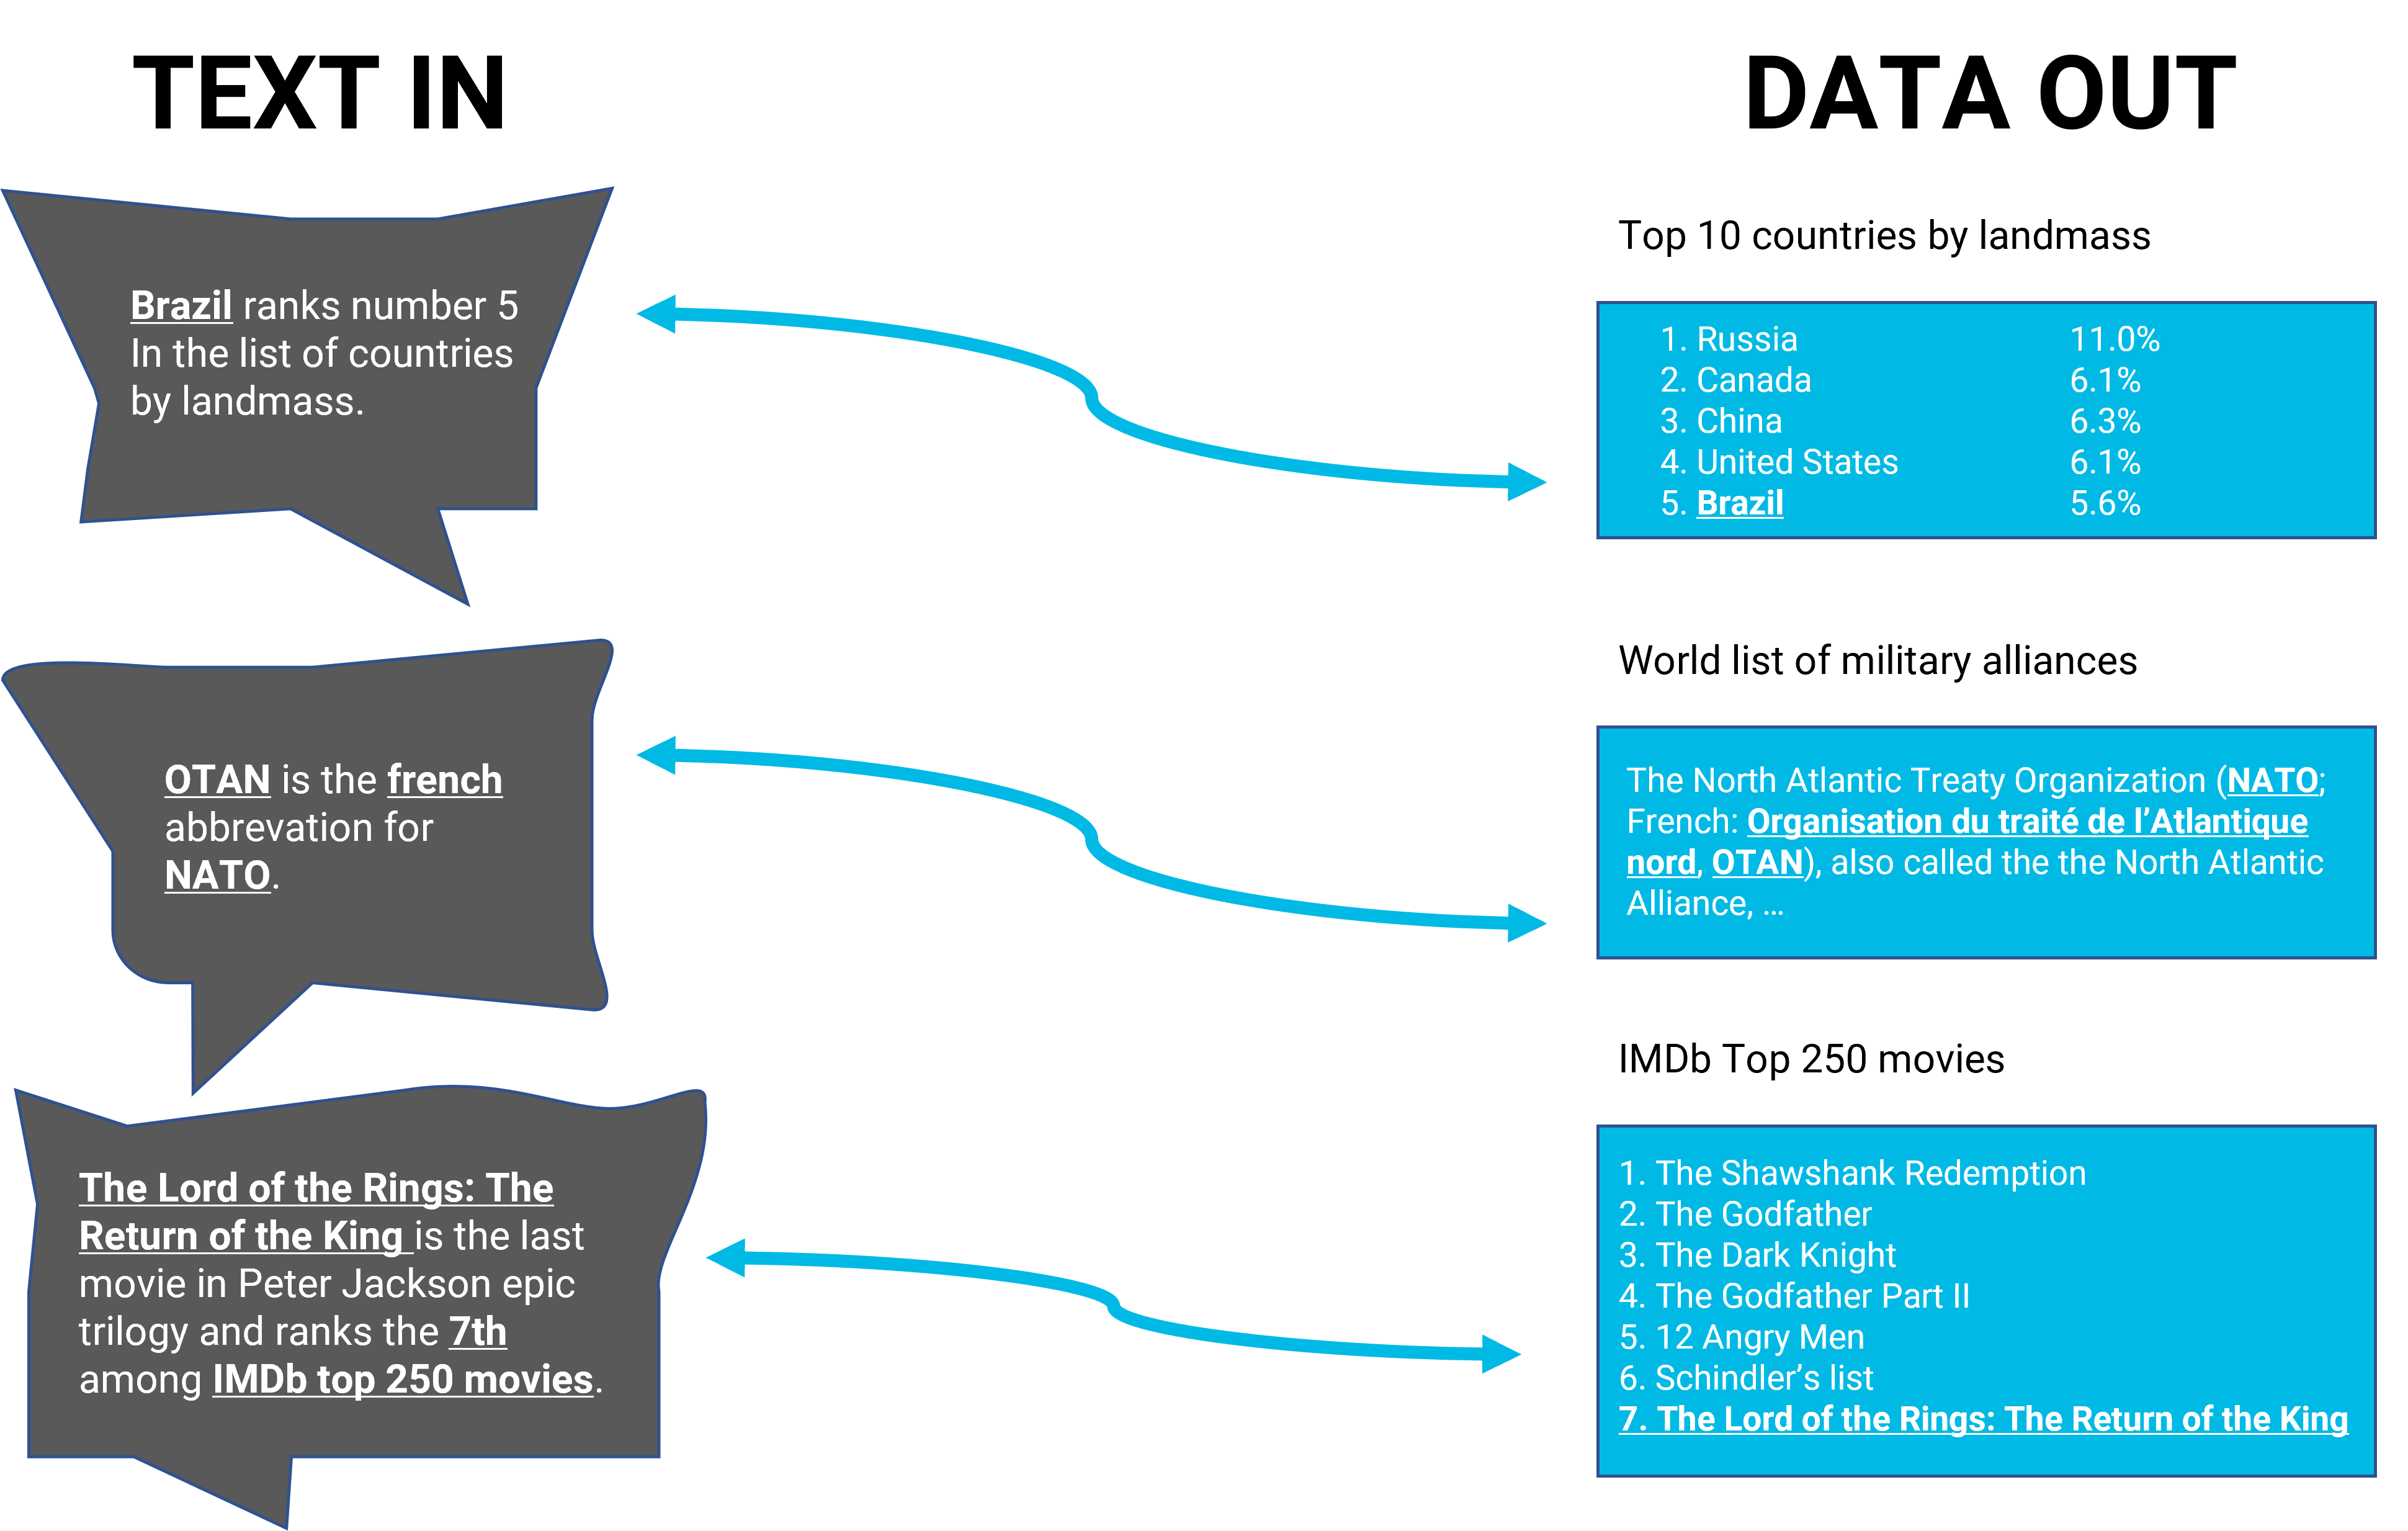 TEXT IN
DATA OUT
Brazil ranks number 5
In the list of countries
by landmass.
Top 10 countries by landmass
1. Russia 11.0%
2. Canada 6.1%
3. China 6.3%
4. United States 6.1%
5. Brazil 5.6%
OTAN is the french
abbrevation for
NATO.
World list of military alliances
The North Atlantic Treaty Organization (NATO;
French: Organisation du traité de l’Atlantique
nord, OTAN), also called the the North Atlantic
Alliance, ...
The Lord of the Rings: The
Return of the King is the last
movie in Peter Jackson epic
trilogy and ranks the 7th
among IMDb top 250 movies.
IMDb Top 250 movies
1. The Shawshank Redemption
2. The Godfather
3. The Dark Knight
4. The Godfather Part II
5. 12 Angry Men
6. Schindler’s list
7. The Lord of the Rings: The Return of the King